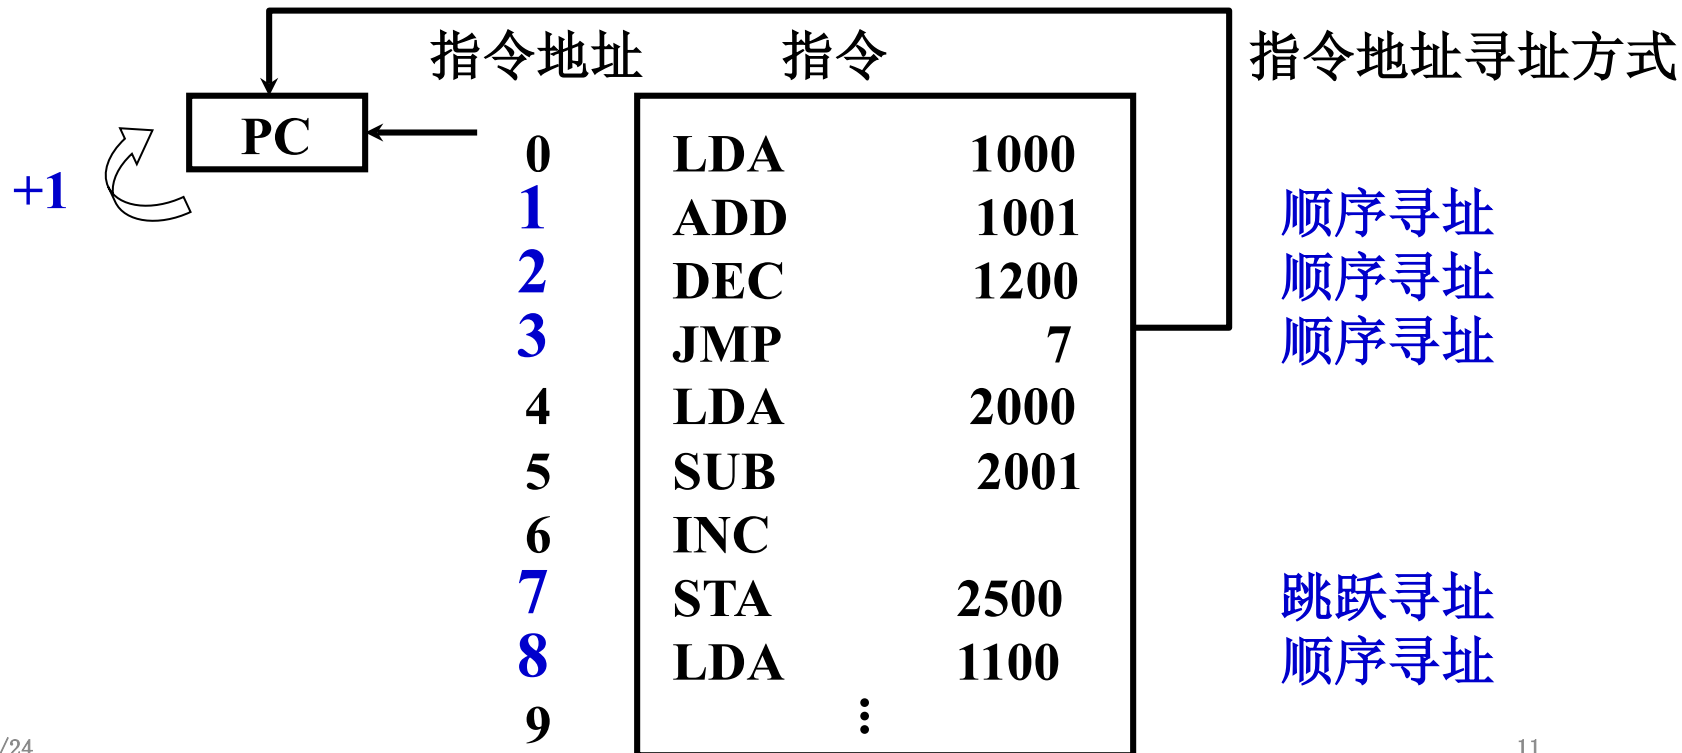 指令地址 指令 指令地址寻址方式
PC
+1
0 LDA 1000
1 ADD 1001 顺序寻址
2 DEC 1200 顺序寻址
3 JMP 7 顺序寻址
4 LDA 2000
5 SUB 2001
6 INC
7 STA 2500 跳跃寻址
8 LDA 1100 顺序寻址
9 ⋮
/24 11